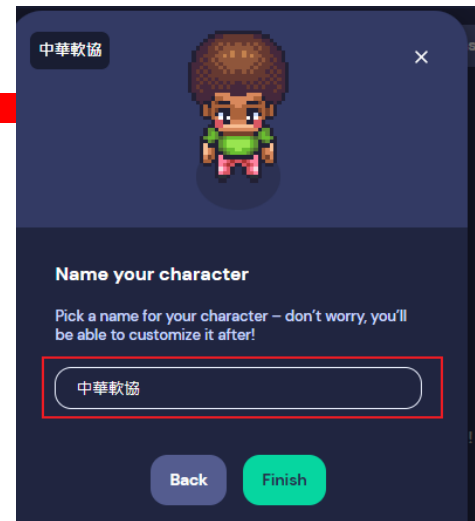 中華軟協
Name your character
Pick a name for your character – don't worry, you'll
be able to customize it after!
中華軟協
Back
Finish